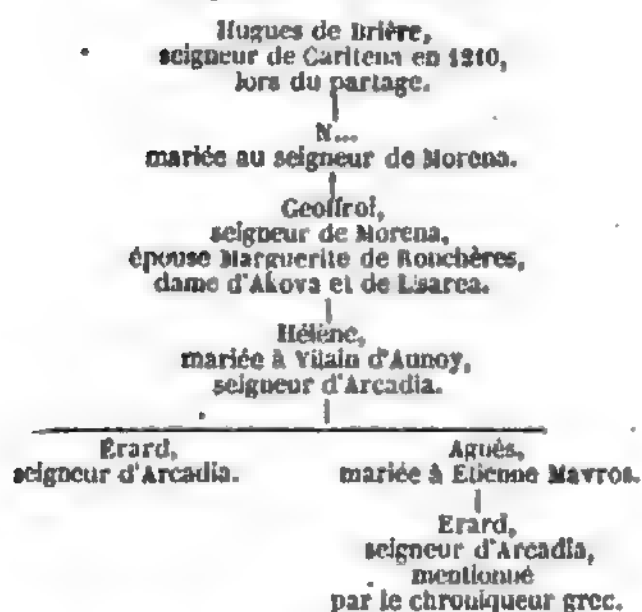 Hugues de Brière,
seigneur de Caritena en 1210,
lors du partage.
N...
mariée au seigneur de Morena.
Geoffroi,
seigneur de Morena,
épouse Marguerite de Rouchères,
dame d'Akova et de Lisarea.
Hélène,
mariée à Vilain d'Aunoy,
seigneur d'Arcadia.
Érard,
seigneur d'Arcadia.
Agnès,
mariée à Etienne Mavros.
Erard,
seigneur d'Arcadia,
mentionné
par le chroniqueur grec.